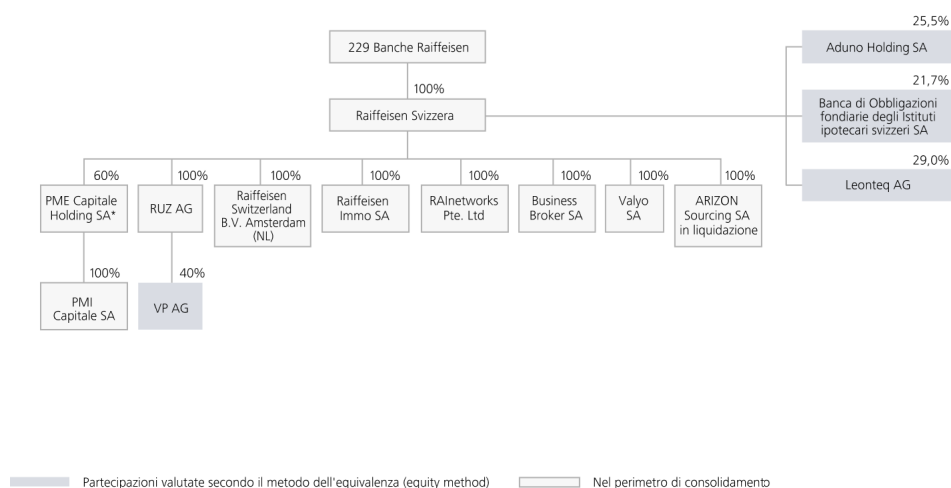 25,5%
229 Banche Raiffeisen
Aduno Holding SA
100%
21,7%
Raiffeisen Svizzera
Banca di Obbligazioni
fondiarie degli Istituti
ipotecari svizzeri SA
29,0%
Leonteq AG
60%
100%
100%
100%
100%
100%
100%
100%
PME Capitale
Holding SA*
RUZ AG
Raiffeisen
Switzerland
B.V. Amsterdam
(NL)
Raiffeisen
Immo SA
RAInetworks
Pte. Ltd
Business
Broker SA
Valyo
SA
ARIZON
Sourcing SA
in liquidazione
100%
40%
PMI
Capitale SA
VP AG
Partecipazioni valutate secondo il metodo dell'equivalenza (equity method)
Nel perimetro di consolidamento